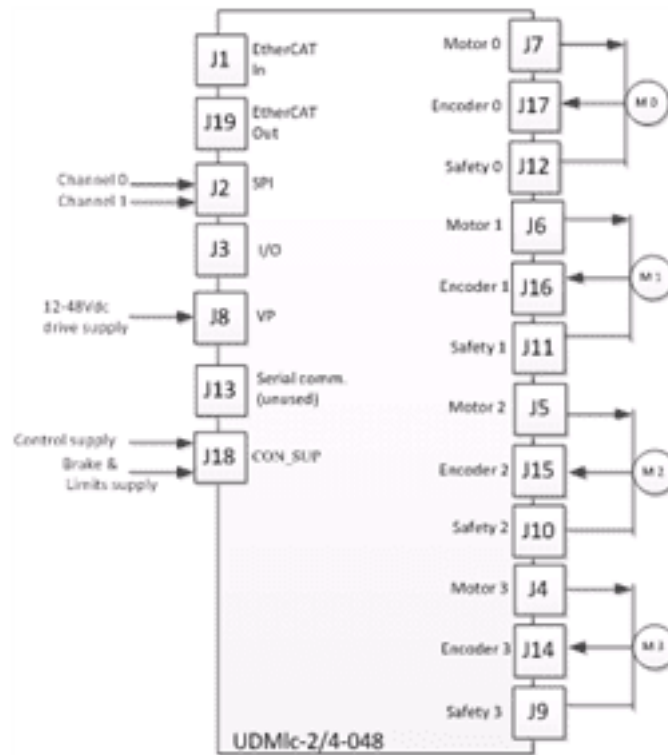 J1 EtherCAT
In
J19 EtherCAT
Out
Channel 0
Channel 1
J2 SPI
J3 I/O
12-48Vdc
drive supply
J8 VP
J13 Serial comm.
(unused)
Control supply
Brake &
Limits supply
J18 CON_SUP
Motor 0 J7
Encoder 0 J17 M 0
Safety 0 J12
Motor 1 J6
Encoder 1 J16 M 1
Safety 1 J11
Motor 2 J5
Encoder 2 J15 M 2
Safety 2 J10
Motor 3 J4
Encoder 3 J14 M 3
Safety 3 J9
UDMlc-2/4-048